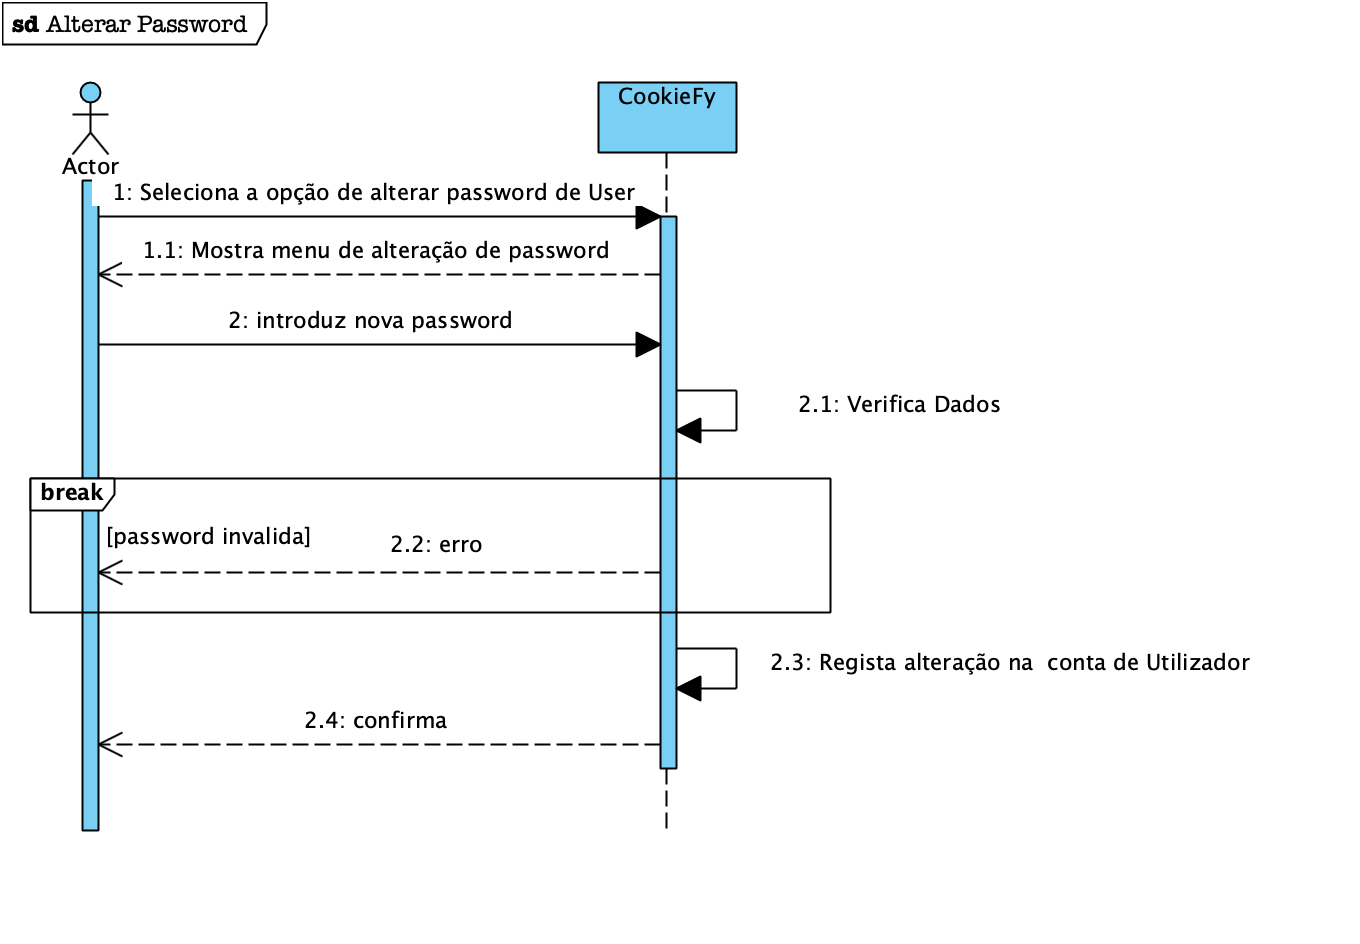 sd Alterar Password
CookieFy
Actor
1: Seleciona a opção de alterar password de User
1.1: Mostra menu de alteração de password
2: introduz nova password
2.1: Verifica Dados
break
[password invalida]
2.2: erro
2.3: Regista alteração na  conta de Utilizador
2.4: confirma